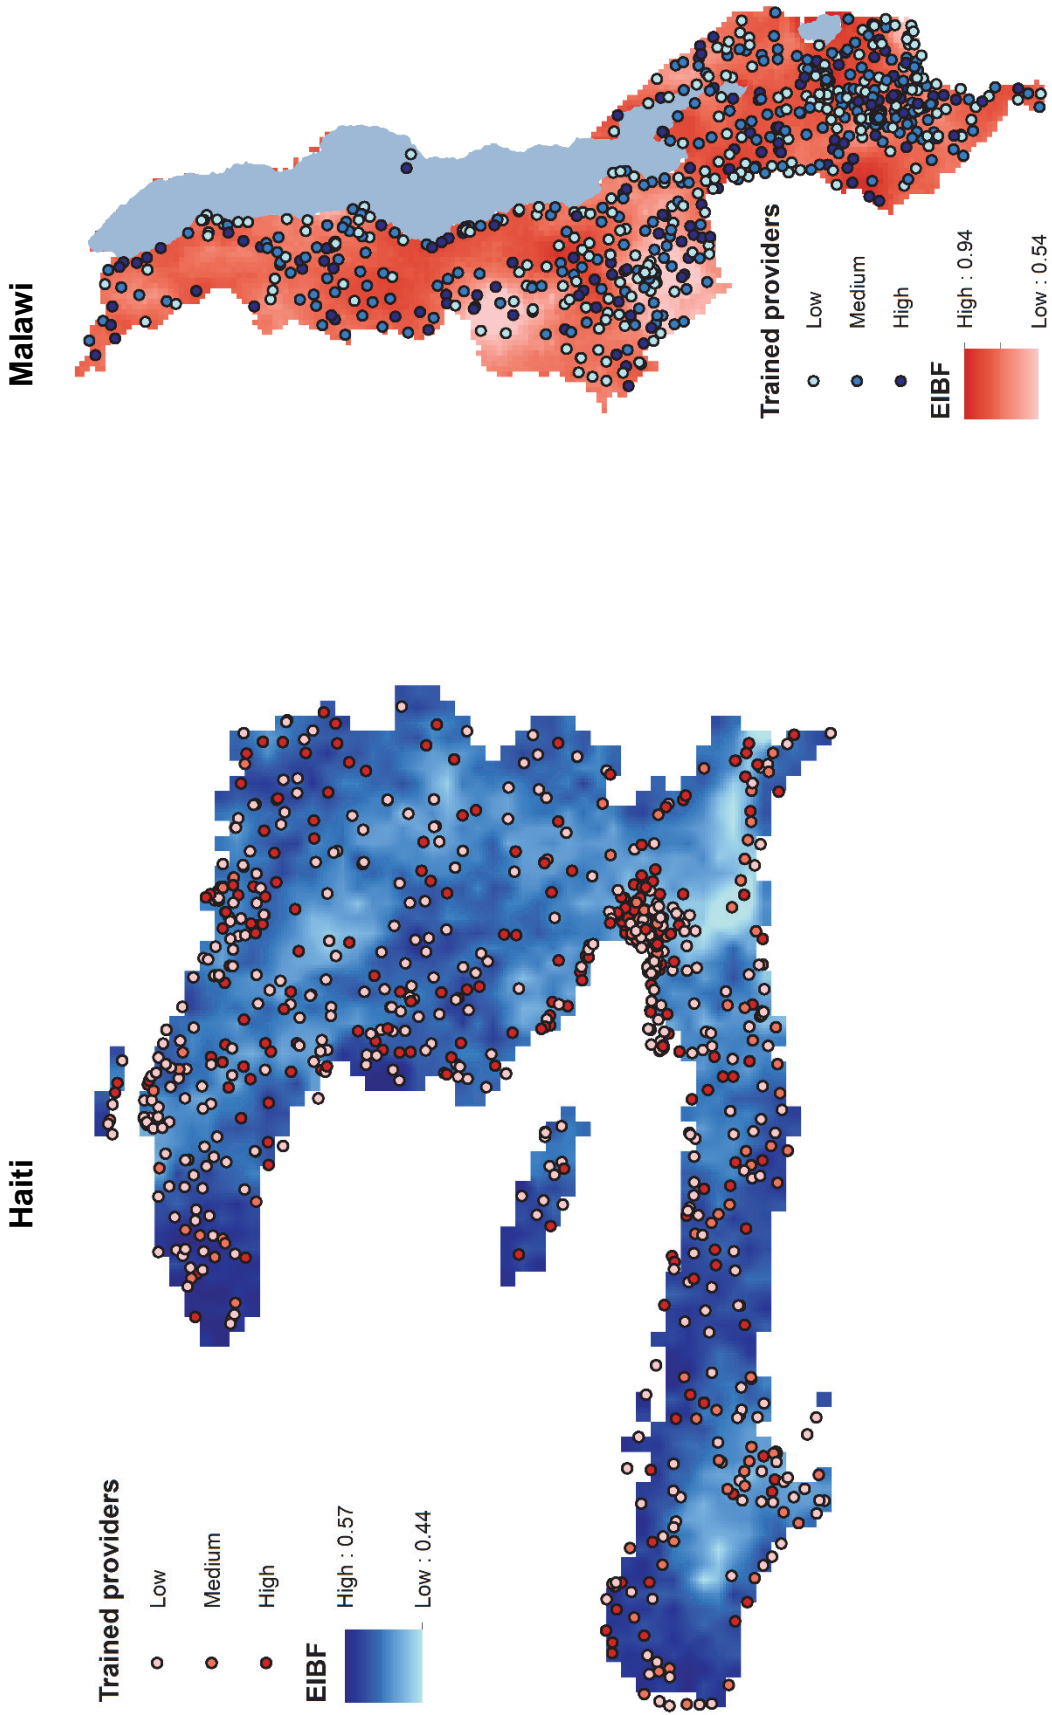 Haiti
Trained providers
Low
Medium
High
EIBF
High : 0.57
Low : 0.44
Malawi
Trained providers
Low
Medium
High
EIBF
High : 0.94
Low : 0.54